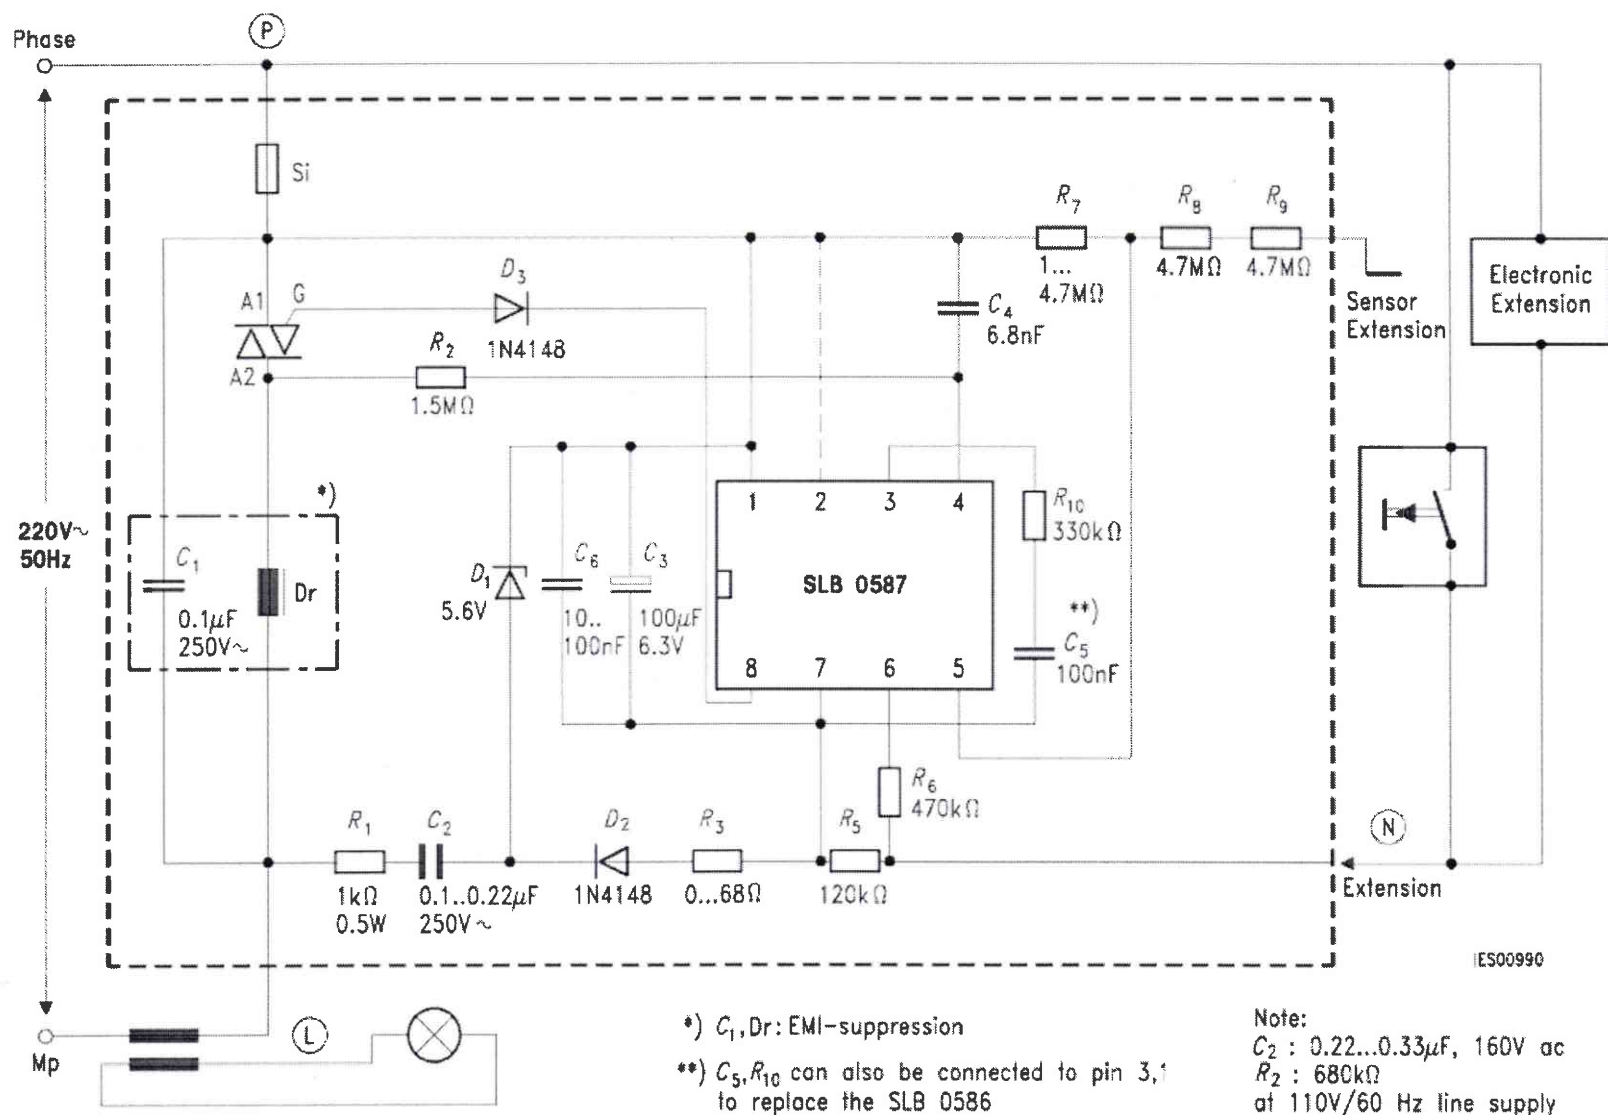 Phase
P
Si
R7
R8
R9
1...
4.7MΩ
4.7MΩ
4.7MΩ
Electronic
Extension
Sensor
Extension
D3
A1
G
C4
6.8nF
1N4148
R2
A2
1.5MΩ
*)
1
2
3
4
R10
330kΩ
220V~
50Hz
C1
0.1µF
250V~
Dr
D1
5.6V
C6
10..
100nF
C3
100µF
6.3V
SLB 0587
**)
C5
100nF
8
7
6
5
R6
470kΩ
N
R1
C2
D2
R3
R5
1kΩ
0.5W
0.1..0.22µF
250V~
1N4148
0...68Ω
120kΩ
Extension
IES00990
Mp
L
*) C1,Dr: EMI-suppression
**) C5,R10 can also be connected to pin 3,1
to replace the SLB 0586
Note:
C2 : 0.22...0.33µF, 160V ac
R2 : 680kΩ
at 110V/60 Hz line supply